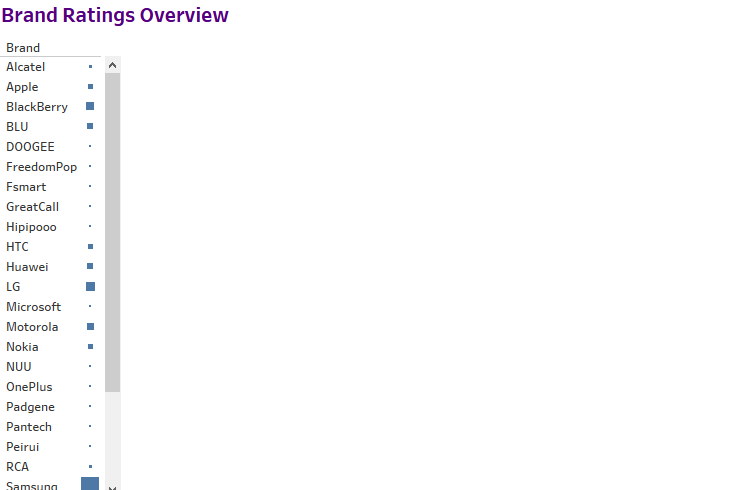 Brand Ratings Overview
Brand
Alcatel
Apple
BlackBerry
BLU
DOOGEE
FreedomPop
Fsmart
GreatCall
Hipipooo
HTC
Huawei
LG
Microsoft
Motorola
Nokia
NUU
OnePlus
Padgene
Pantech
Peirui
RCA
Samsung